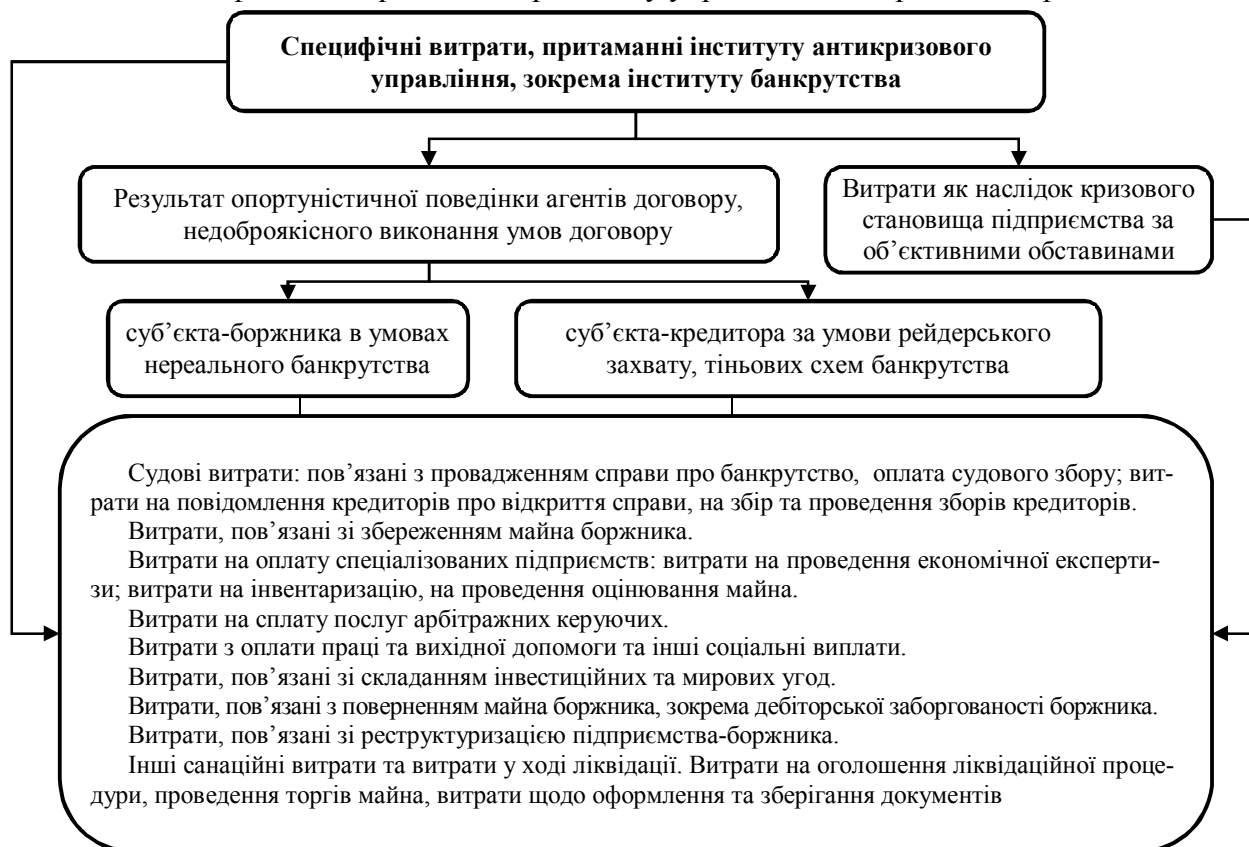 Специфічні витрати, притаманні інституту антикризового
управління, зокрема інституту банкрутства
Результат опортуністичної поведінки агентів договору,
недоброякісного виконання умов договору
Витрати як наслідок кризового
становища підприємства за
об’єктивними обставинами
суб’єкта-боржника в умовах
нереального банкрутства
суб’єкта-кредитора за умови рейдерського
захвату, тіньових схем банкрутства
Судові витрати: пов’язані з провадженням справи про банкрутство, оплата судового збору; вит-
рати на повідомлення кредиторів про відкриття справи, на збір та проведення зборів кредиторів.
Витрати, пов’язані зі збереженням майна боржника.
Витрати на оплату спеціалізованих підприємств: витрати на проведення економічної експерти-
зи; витрати на інвентаризацію, на проведення оцінювання майна.
Витрати на сплату послуг арбітражних керуючих.
Витрати з оплати праці та вихідної допомоги та інші соціальні виплати.
Витрати, пов’язані зі складанням інвестиційних та мирових угод.
Витрати, пов’язані з поверненням майна боржника, зокрема дебіторської заборгованості боржника.
Витрати, пов’язані зі реструктуризацією підприємства-боржника.
Інші санаційні витрати та витрати у ході ліквідації. Витрати на оголошення ліквідаційної проце-
дури, проведення торгів майна, витрати щодо оформлення та зберігання документів